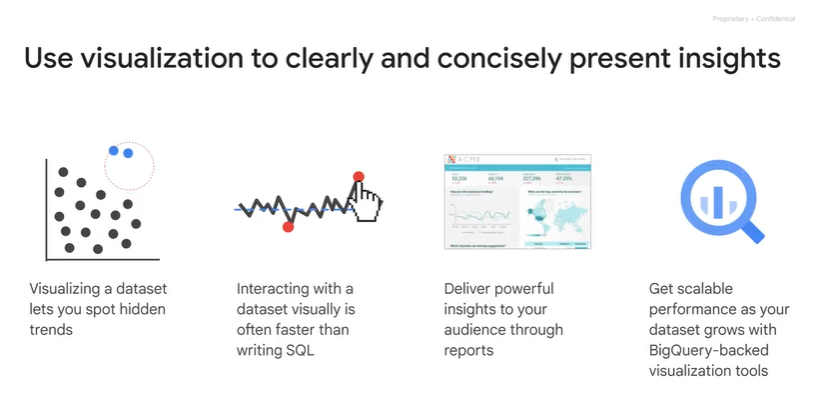 Proprietary + Confidential
Use visualization to clearly and concisely present insights
ACME
Visualizing a dataset
lets you spot hidden
trends
Interacting with a
dataset visually is
often faster than
writing SQL
Deliver powerful
insights to your
audience through
reports
Get scalable
performance as your
dataset grows with
BigQuery-backed
visualization tools